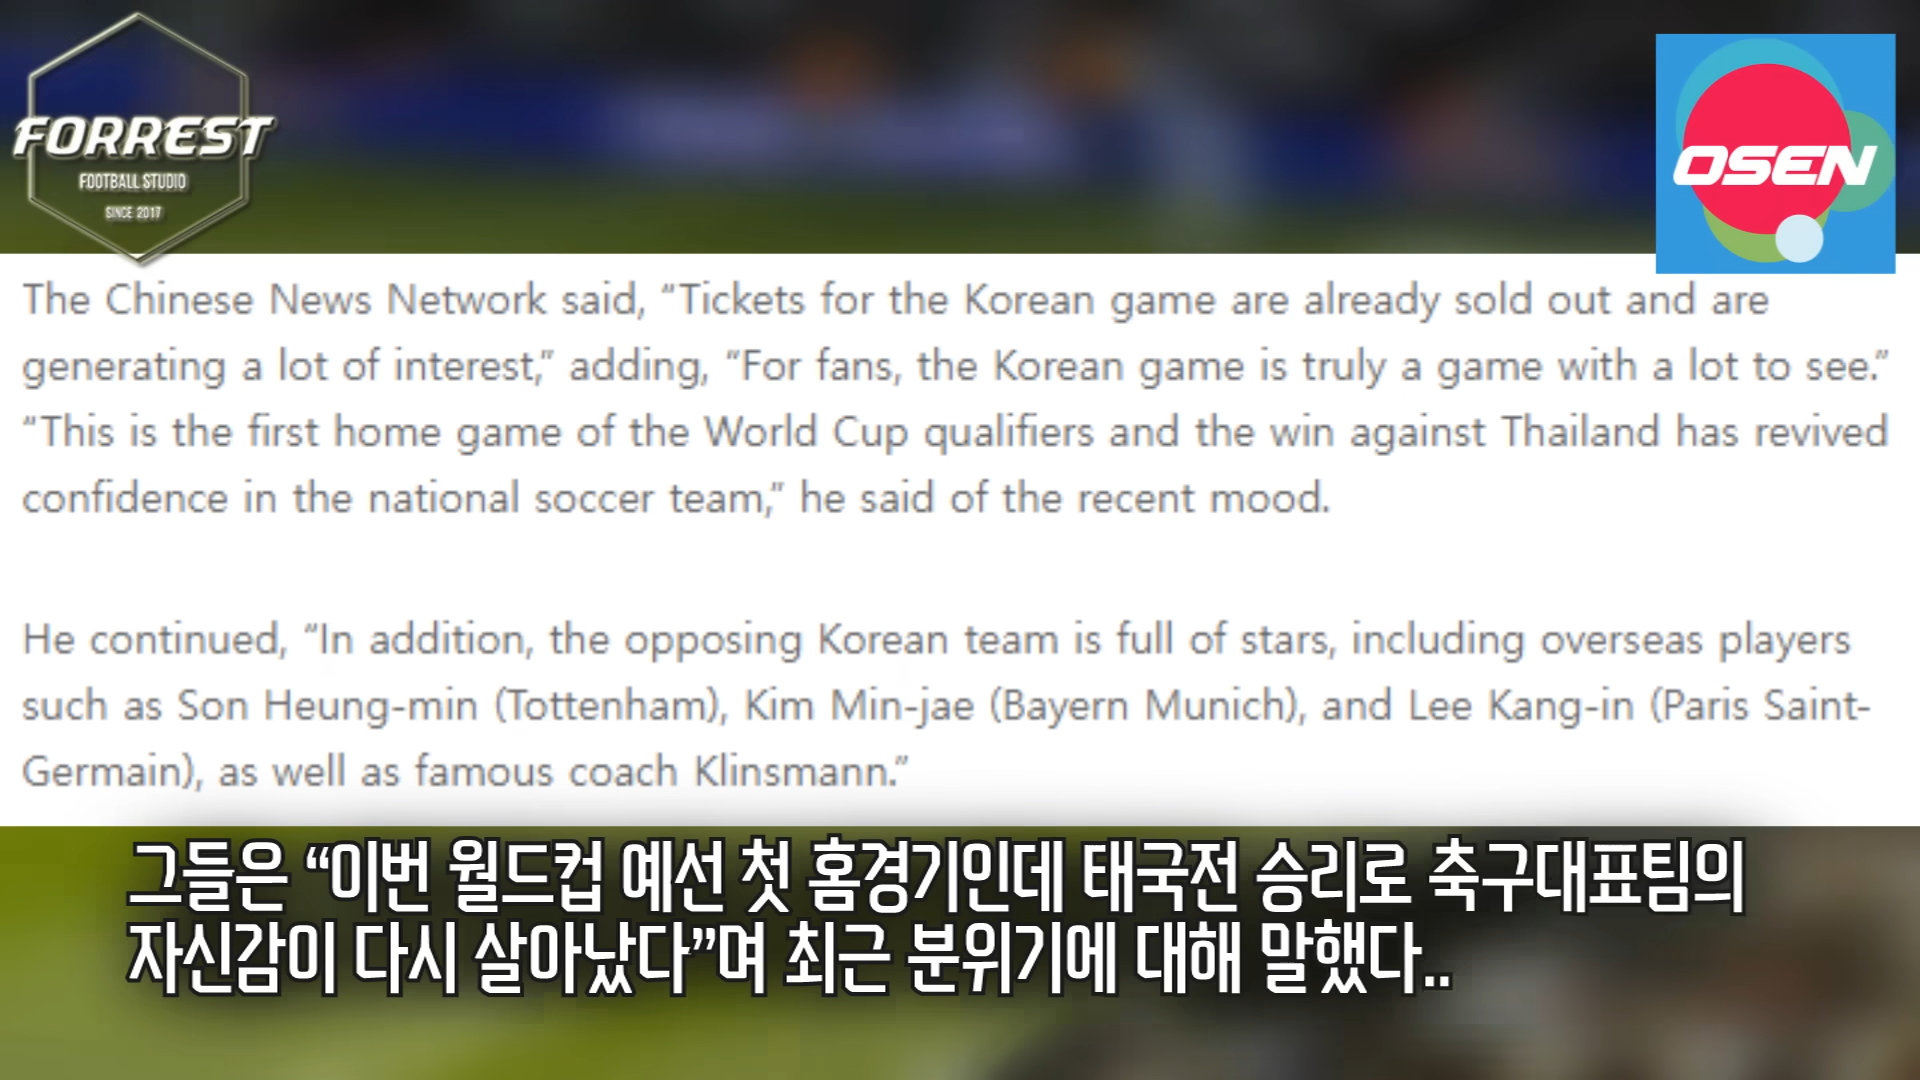 FORREST
FOOTBALL STUDIO
SINCE 2017
OSEN
The Chinese News Network said, “Tickets for the Korean game are already sold out and are
generating a lot of interest,” adding, “For fans, the Korean game is truly a game with a lot to see.”
“This is the first home game of the World Cup qualifiers and the win against Thailand has revived
confidence in the national soccer team,” he said of the recent mood.
He continued, “In addition, the opposing Korean team is full of stars, including overseas players
such as Son Heung-min (Tottenham), Kim Min-jae (Bayern Munich), and Lee Kang-in (Paris Saint-
Germain), as well as famous coach Klinsmann.”
그들은 “이번 월드컵 예선 첫 홈경기인데 태국전 승리로 축구대표팀의
자신감이 다시 살아났다”며 최근 분위기에 대해 말했다..